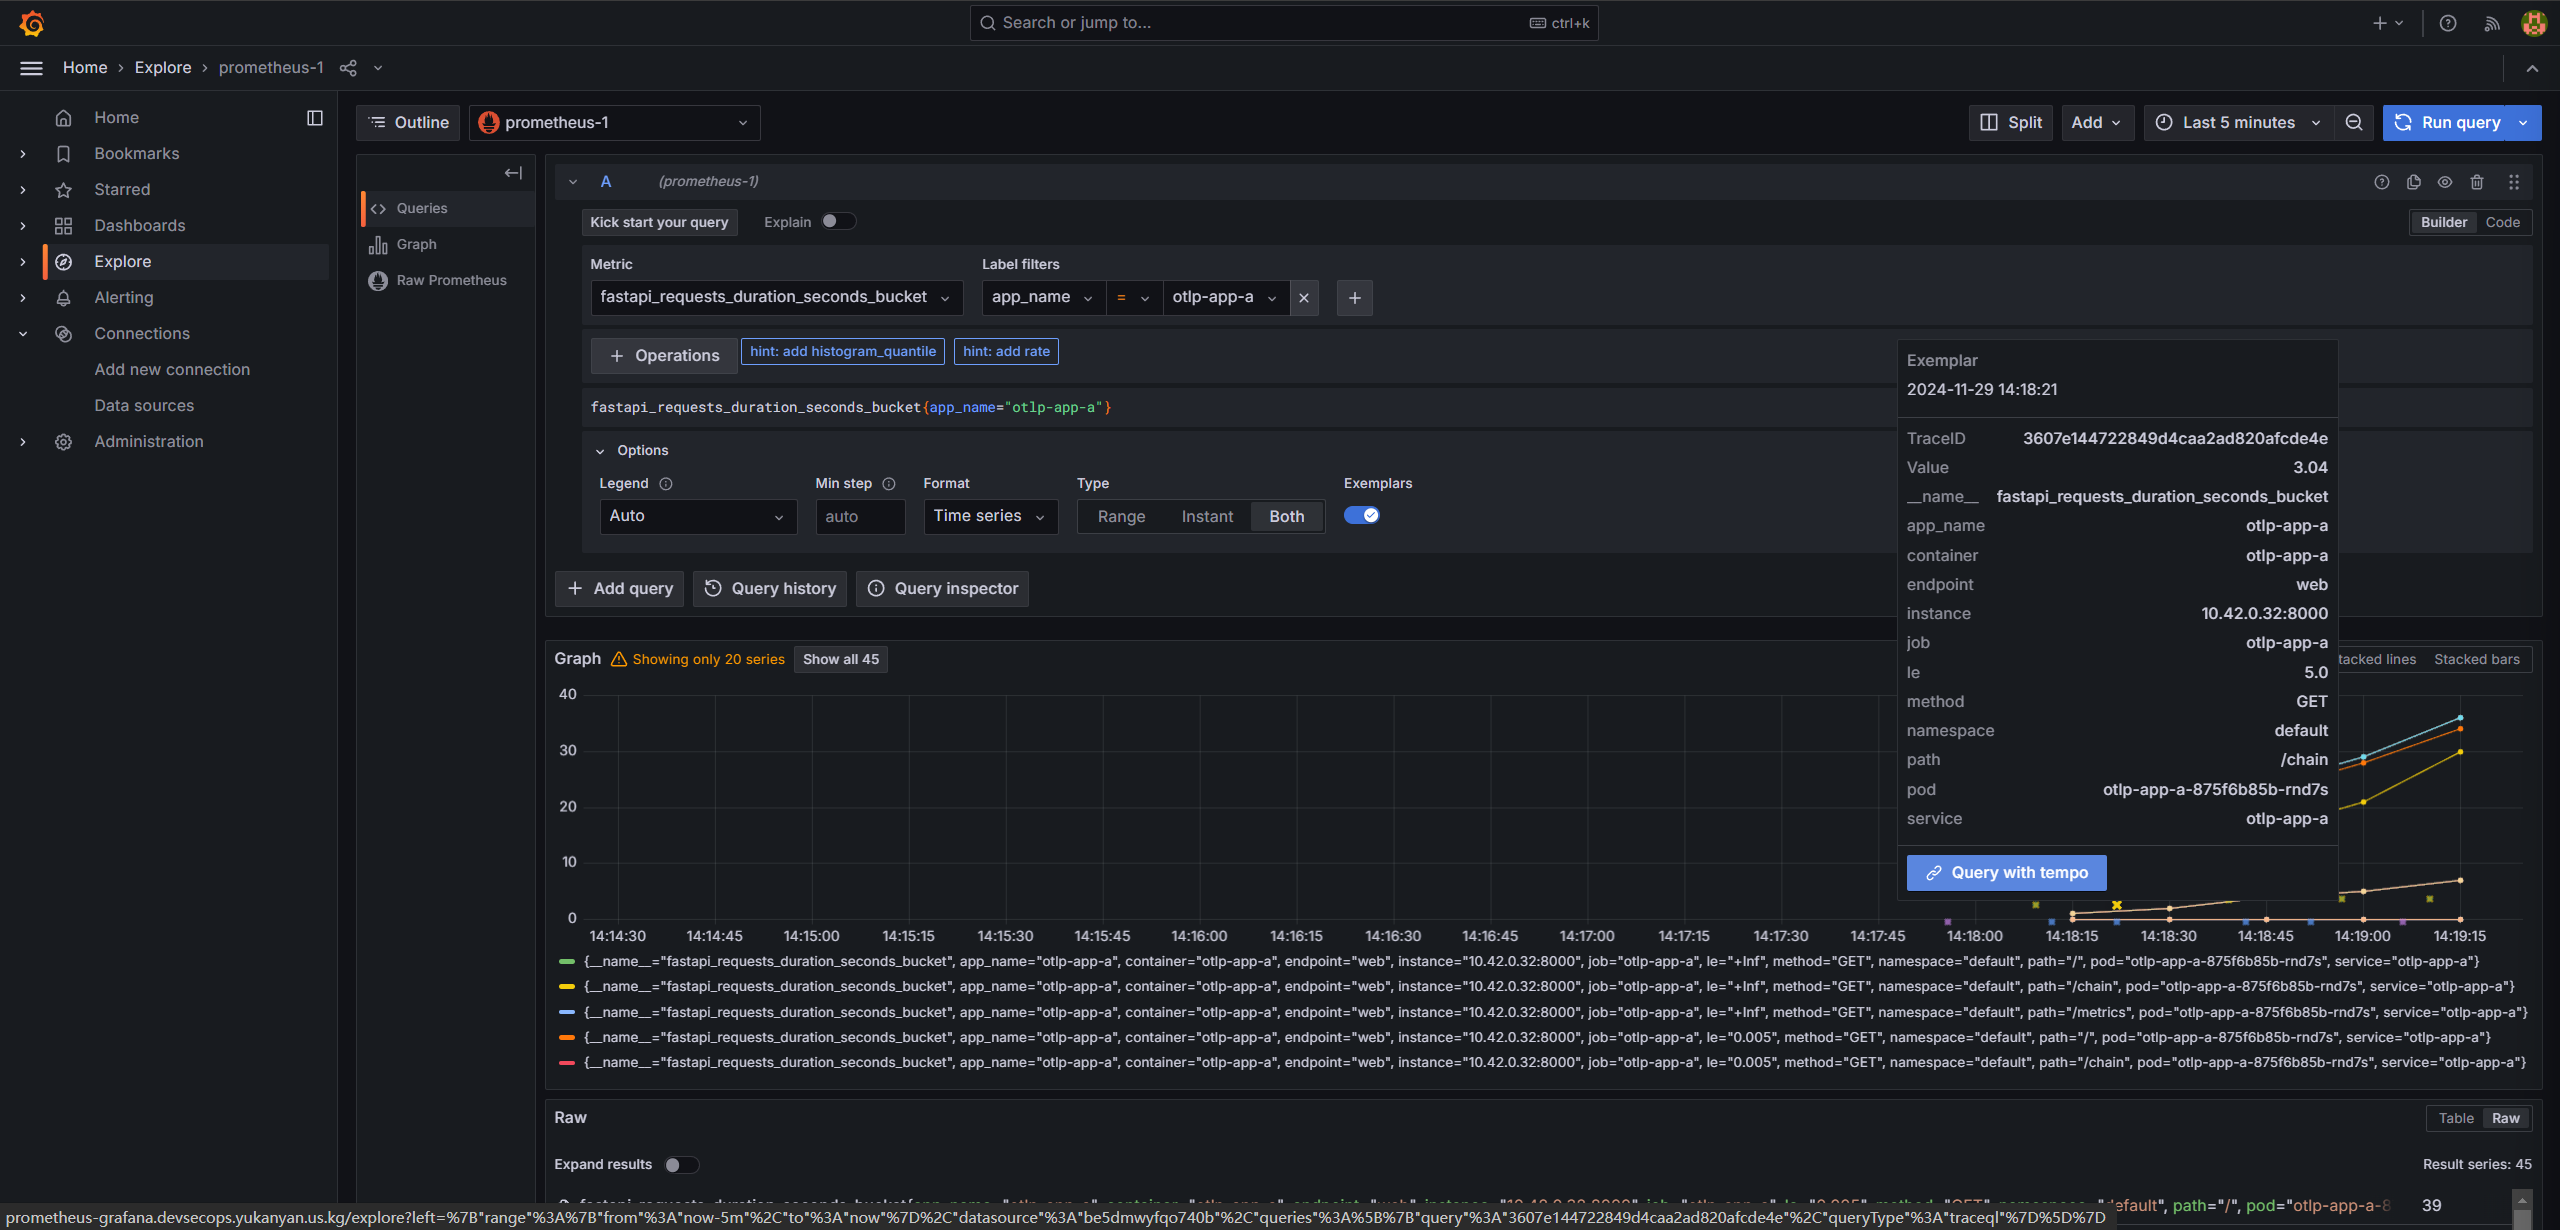 Search or jump to...
ctrl+k
Home › Explore › prometheus-1
Home
Bookmarks
Starred
Dashboards
Explore
Alerting
Connections
Add new connection
Data sources
Administration
Outline
prometheus-1
Split
Add
Last 5 minutes
Run query
Queries
Graph
Raw Prometheus
A (prometheus-1)
Kick start your query
Explain
Builder
Code
Metric
Label filters
fastapi_requests_duration_seconds_bucket
app_name
=
otlp-app-a
+ Operations
hint: add histogram_quantile
hint: add rate
fastapi_requests_duration_seconds_bucket{app_name="otlp-app-a"}
Options
Legend
Min step
Format
Type
Exemplars
Auto
auto
Time series
Range
Instant
Both
+ Add query
Query history
Query inspector
Exemplar
2024-11-29 14:18:21
TraceID 3607e144722849d4caa2ad820afcde4e
Value 3.04
__name__ fastapi_requests_duration_seconds_bucket
app_name otlp-app-a
container otlp-app-a
endpoint web
instance 10.42.0.32:8000
job otlp-app-a
le 5.0
method GET
namespace default
path /chain
pod otlp-app-a-875f6b85b-rnd7s
service otlp-app-a
Query with tempo
Graph
Showing only 20 series
Show all 45
tacked lines
Stacked bars
40
30
20
10
0
14:14:30 14:14:45 14:15:00 14:15:15 14:15:30 14:15:45 14:16:00 14:16:15 14:16:30 14:16:45 14:17:00 14:17:15 14:17:30 14:17:45 14:18:00 14:18:15 14:18:30 14:18:45 14:19:00 14:19:15
{__name__="fastapi_requests_duration_seconds_bucket", app_name="otlp-app-a", container="otlp-app-a", endpoint="web", instance="10.42.0.32:8000", job="otlp-app-a", le="+Inf", method="GET", namespace="default", path="/", pod="otlp-app-a-875f6b85b-rnd7s", service="otlp-app-a"}
{__name__="fastapi_requests_duration_seconds_bucket", app_name="otlp-app-a", container="otlp-app-a", endpoint="web", instance="10.42.0.32:8000", job="otlp-app-a", le="+Inf", method="GET", namespace="default", path="/chain", pod="otlp-app-a-875f6b85b-rnd7s", service="otlp-app-a"}
{__name__="fastapi_requests_duration_seconds_bucket", app_name="otlp-app-a", container="otlp-app-a", endpoint="web", instance="10.42.0.32:8000", job="otlp-app-a", le="+Inf", method="GET", namespace="default", path="/metrics", pod="otlp-app-a-875f6b85b-rnd7s", service="otlp-app-a"}
{__name__="fastapi_requests_duration_seconds_bucket", app_name="otlp-app-a", container="otlp-app-a", endpoint="web", instance="10.42.0.32:8000", job="otlp-app-a", le="0.005", method="GET", namespace="default", path="/", pod="otlp-app-a-875f6b85b-rnd7s", service="otlp-app-a"}
{__name__="fastapi_requests_duration_seconds_bucket", app_name="otlp-app-a", container="otlp-app-a", endpoint="web", instance="10.42.0.32:8000", job="otlp-app-a", le="0.005", method="GET", namespace="default", path="/chain", pod="otlp-app-a-875f6b85b-rnd7s", service="otlp-app-a"}
Raw
Table
Raw
Expand results
Result series: 45
default", path="/", pod="otlp-app-a-8
39
prometheus-grafana.devsecops.yukanyan.us.kg/explore?left=%7B"range"%3A%7B"from"%3A"now-5m"%2C"to"%3A"now"%7D%2C"datasource"%3A"be5dmwyfqo740b"%2C"queries"%3A%5B%7B"query"%3A"3607e144722849d4caa2ad820afcde4e"%2C"queryType"%3A"traceql"%7D%5D%7D